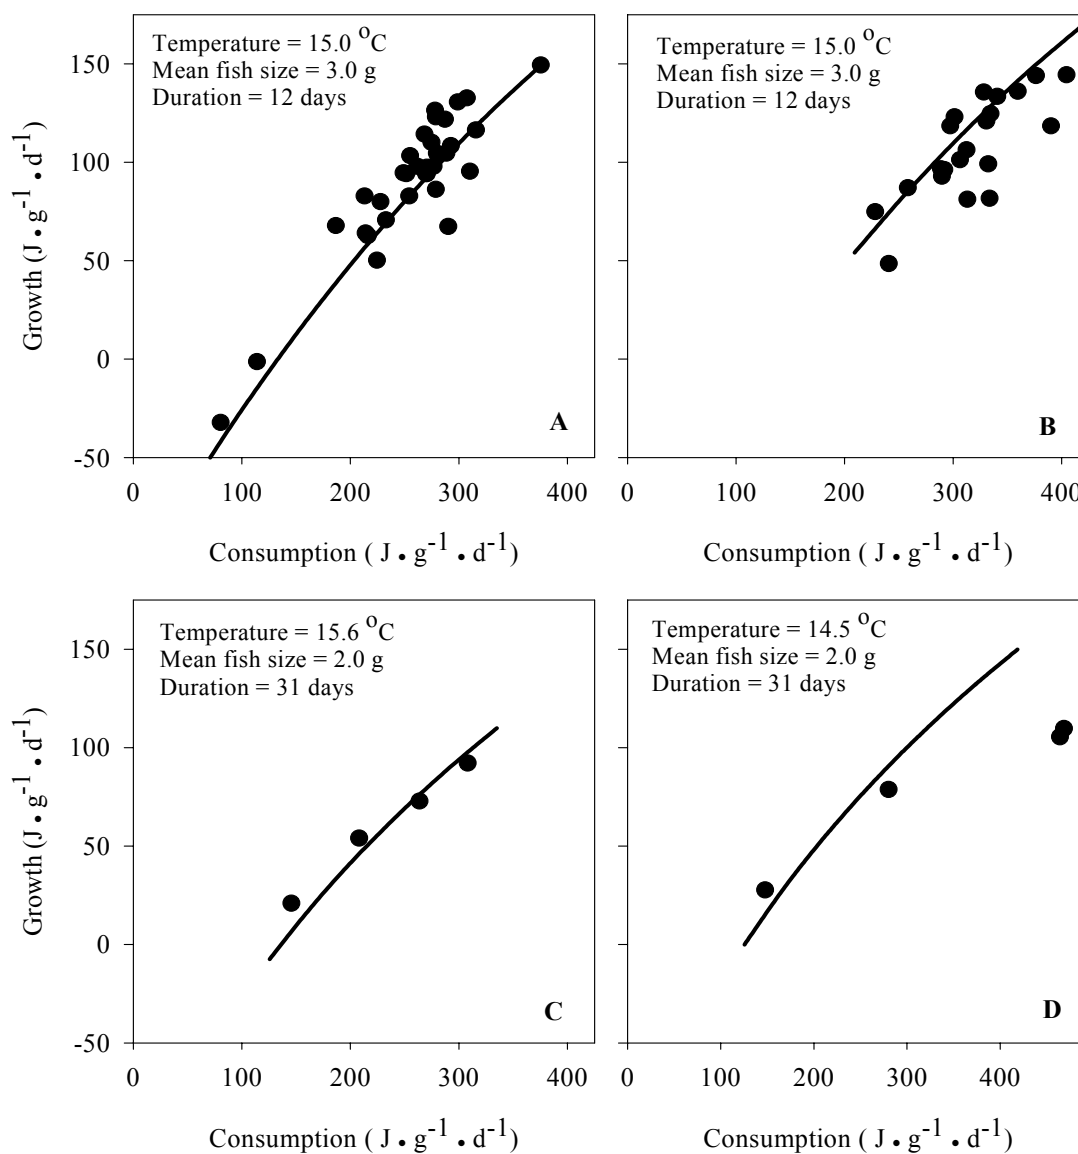 Temperature = 15.0 °C
Mean fish size = 3.0 g
Duration = 12 days
150
100
50
0
-50
Growth (J • g⁻¹ • d⁻¹)
A
0 100 200 300 400
Consumption ( J • g⁻¹ • d⁻¹)
Temperature = 15.0 °C
Mean fish size = 3.0 g
Duration = 12 days
B
0 100 200 300 400
Consumption ( J • g⁻¹ • d⁻¹)
Temperature = 15.6 °C
Mean fish size = 2.0 g
Duration = 31 days
150
100
50
0
-50
Growth (J • g⁻¹ • d⁻¹)
C
0 100 200 300 400
Consumption ( J • g⁻¹ • d⁻¹)
Temperature = 14.5 °C
Mean fish size = 2.0 g
Duration = 31 days
D
0 100 200 300 400
Consumption ( J • g⁻¹ • d⁻¹)